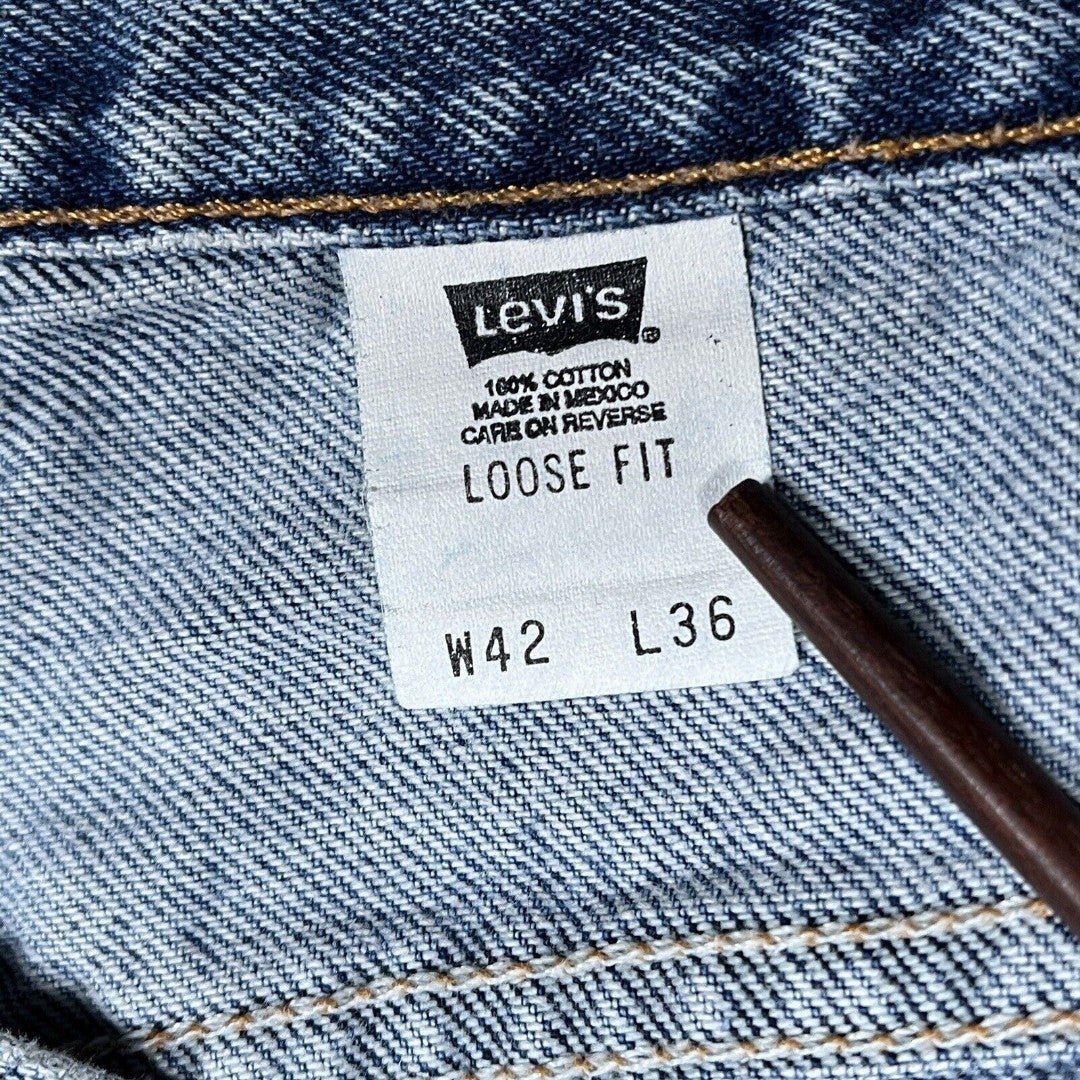 Levi's ®
100% COTTON
MADE IN MEXICO
CARE ON REVERSE
LOOSE FIT
W42 L36